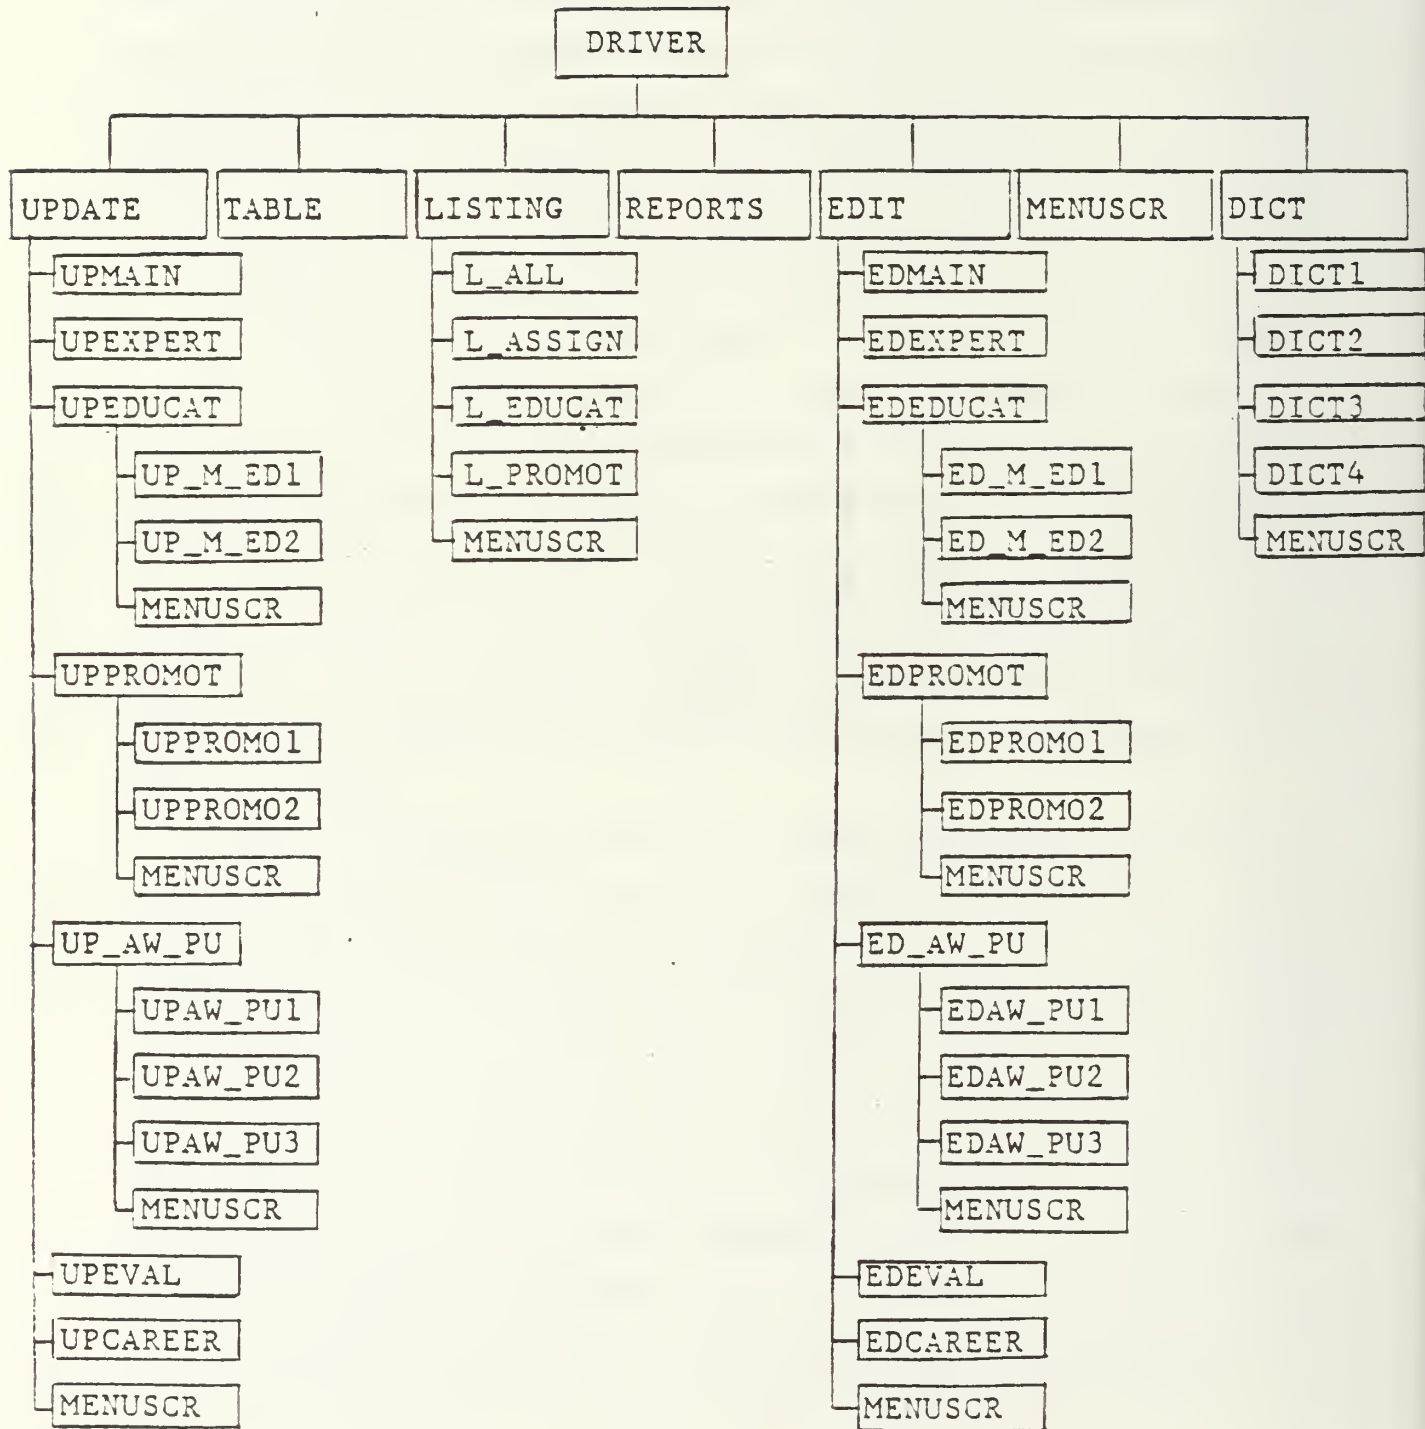 DRIVER
UPDATE TABLE LISTING REPORTS EDIT MENUSCR DICT
UPMAIN L_ALL EDMAIN DICT1
UPEXPERT L_ASSIGN EDEXPERT DICT2
UPEDUCAT L_EDUCAT EDEDUCAT DICT3
UP_M_ED1 L_PROMOT ED_M_ED1 DICT4
UP_M_ED2 MENUSCR ED_M_ED2 MENUSCR
MENUSCR MENUSCR
UPPROMOT EDPROMOT
UPPROMO1 EDPROMO1
UPPROMO2 EDPROMO2
MENUSCR MENUSCR
UP_AW_PU ED_AW_PU
UPAW_PU1 EDAW_PU1
UPAW_PU2 EDAW_PU2
UPAW_PU3 EDAW_PU3
MENUSCR MENUSCR
UPEVAL EDEVAL
UPCAREER EDCAREER
MENUSCR MENUSCR